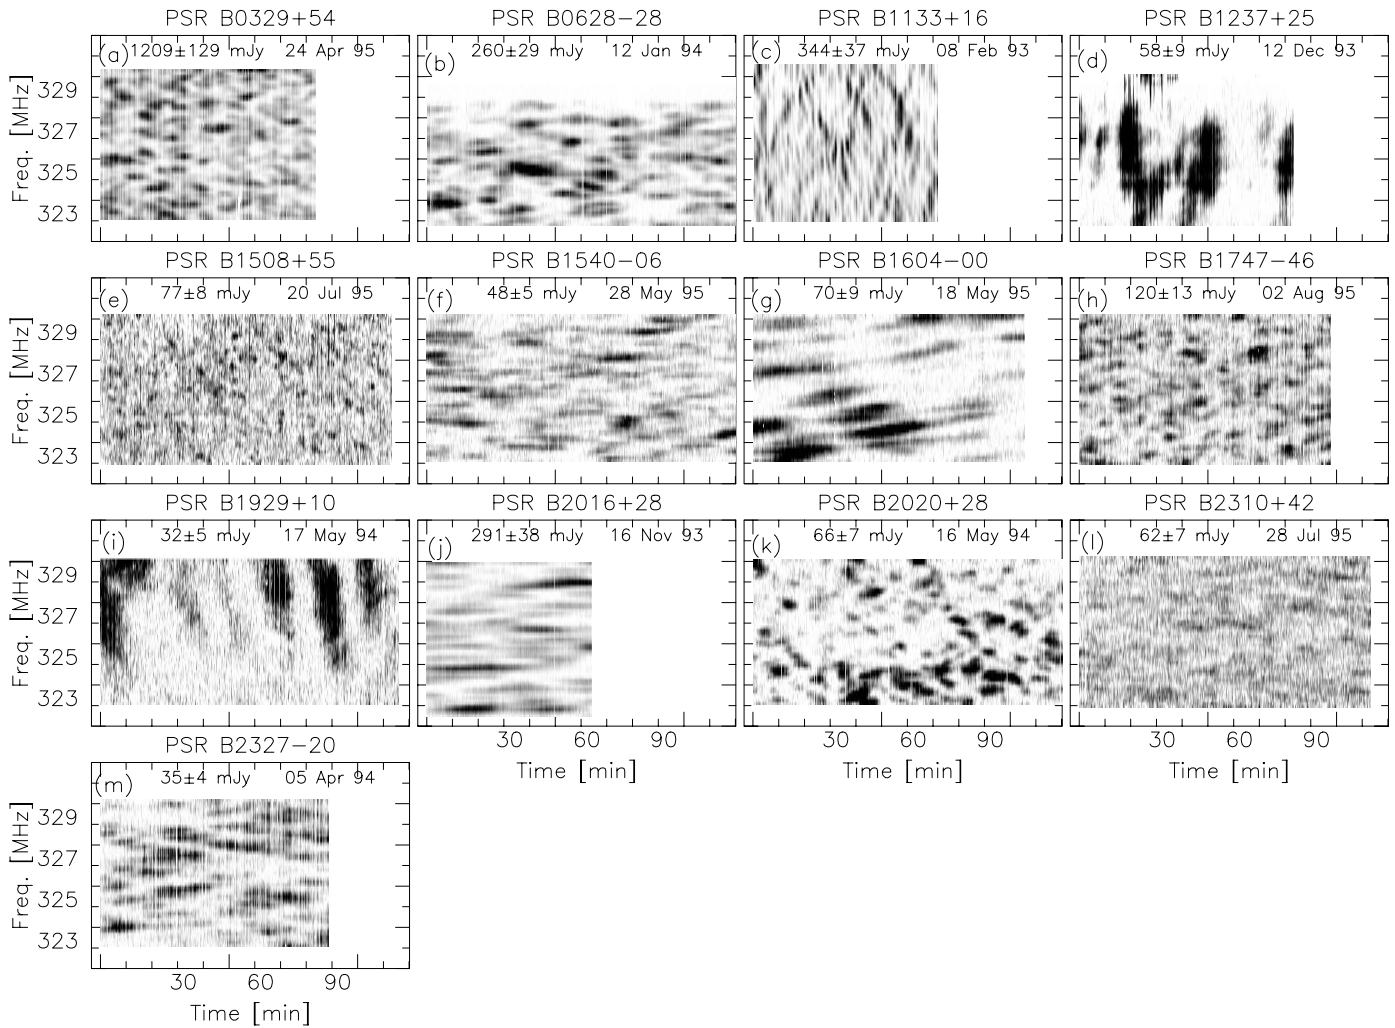 PSR B0329+54 PSR B0628−28 PSR B1133+16 PSR B1237+25
(a) 1209±129 mJy 24 Apr 95 (b) 260±29 mJy 12 Jan 94 (c) 344±37 mJy 08 Feb 93 (d) 58±9 mJy 12 Dec 93
Freq. [MHz]
329
327
325
323
PSR B1508+55 PSR B1540−06 PSR B1604−00 PSR B1747−46
(e) 77±8 mJy 20 Jul 95 (f) 48±5 mJy 28 May 95 (g) 70±9 mJy 18 May 95 (h) 120±13 mJy 02 Aug 95
Freq. [MHz]
329
327
325
323
PSR B1929+10 PSR B2016+28 PSR B2020+28 PSR B2310+42
(i) 32±5 mJy 17 May 94 (j) 291±38 mJy 16 Nov 93 (k) 66±7 mJy 16 May 94 (l) 62±7 mJy 28 Jul 95
Freq. [MHz]
329
327
325
323
30 60 90 30 60 90 30 60 90
Time [min] Time [min] Time [min]
PSR B2327−20
(m) 35±4 mJy 05 Apr 94
Freq. [MHz]
329
327
325
323
30 60 90
Time [min]